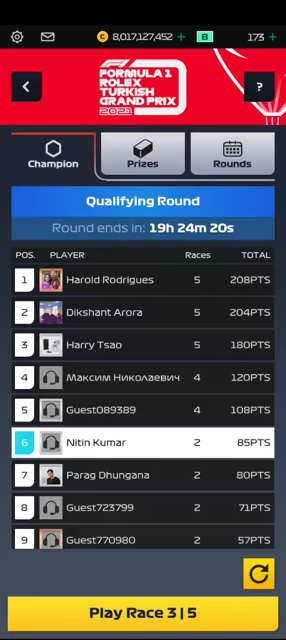 C 8,017,127,452 + B 173 +
F1
FORMULA 1
ROLEX
TURKISH
GRAND PRIX
2021
?
Champion Prizes Rounds
Qualifying Round
Round ends in: 19h 24m 20s
POS. PLAYER Races TOTAL
1 Harold Rodrigues 5 208PTS
2 Dikshant Arora 5 204PTS
3 Harry Tsao 5 180PTS
4 Максим Николаевич 4 120PTS
5 Guest089389 4 108PTS
6 Nitin Kumar 2 85PTS
7 Parag Dhungana 2 80PTS
8 Guest723799 2 71PTS
9 Guest770980 2 57PTS
Play Race 3 | 5